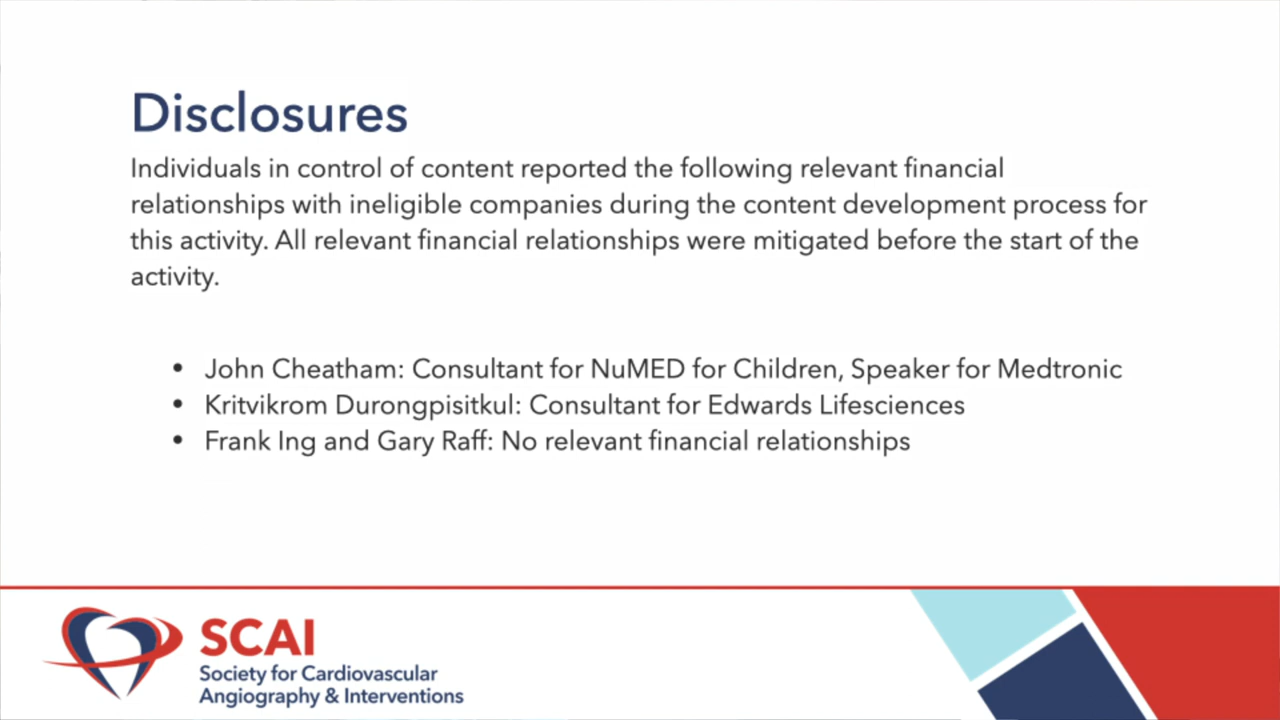 Disclosures
Individuals in control of content reported the following relevant financial
relationships with ineligible companies during the content development process for
this activity. All relevant financial relationships were mitigated before the start of the
activity.
• John Cheatham: Consultant for NuMED for Children, Speaker for Medtronic
• Kritvikrom Durongpisitkul: Consultant for Edwards Lifesciences
• Frank Ing and Gary Raff: No relevant financial relationships
SCAI
Society for Cardiovascular
Angiography & Interventions